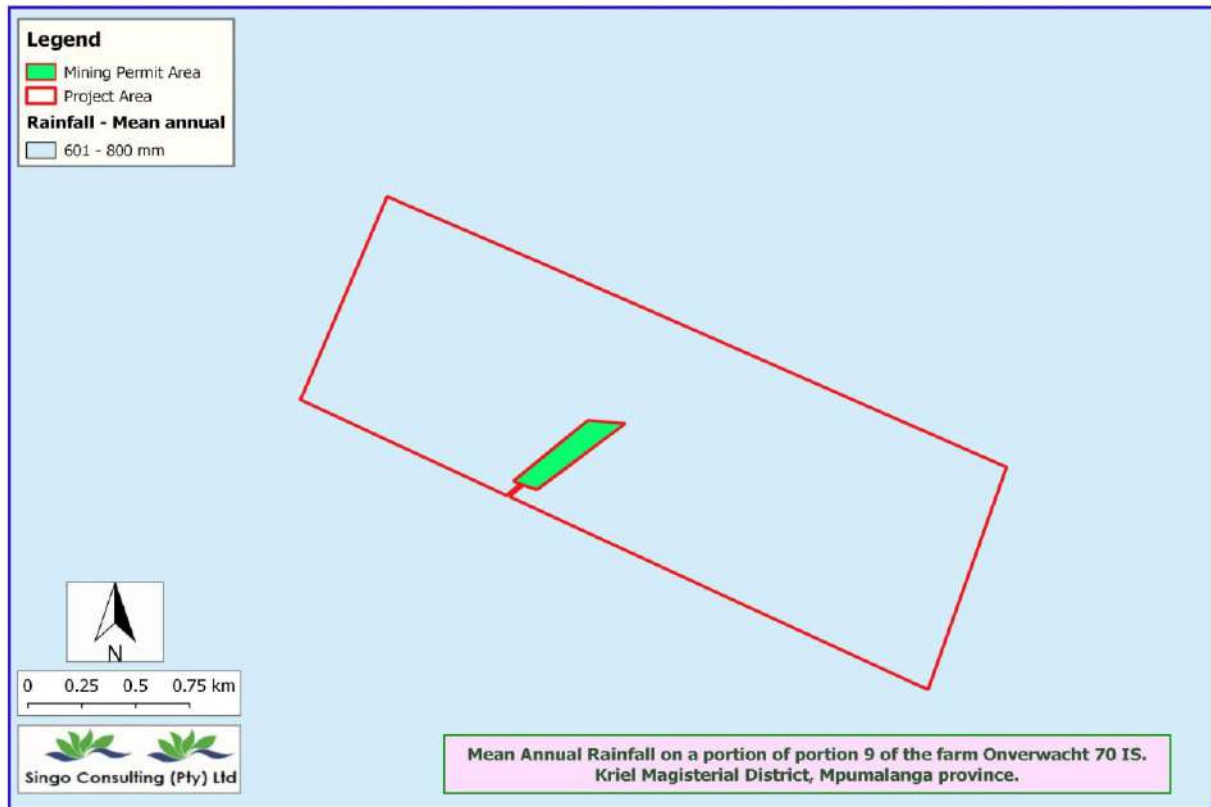 Legend
Mining Permit Area
Project Area
Rainfall - Mean annual
601 - 800 mm
N
0 0.25 0.5 0.75 km
Singo Consulting (Pty) Ltd
Mean Annual Rainfall on a portion of portion 9 of the farm Onverwacht 70 IS.
Kriel Magisterial District, Mpumalanga province.